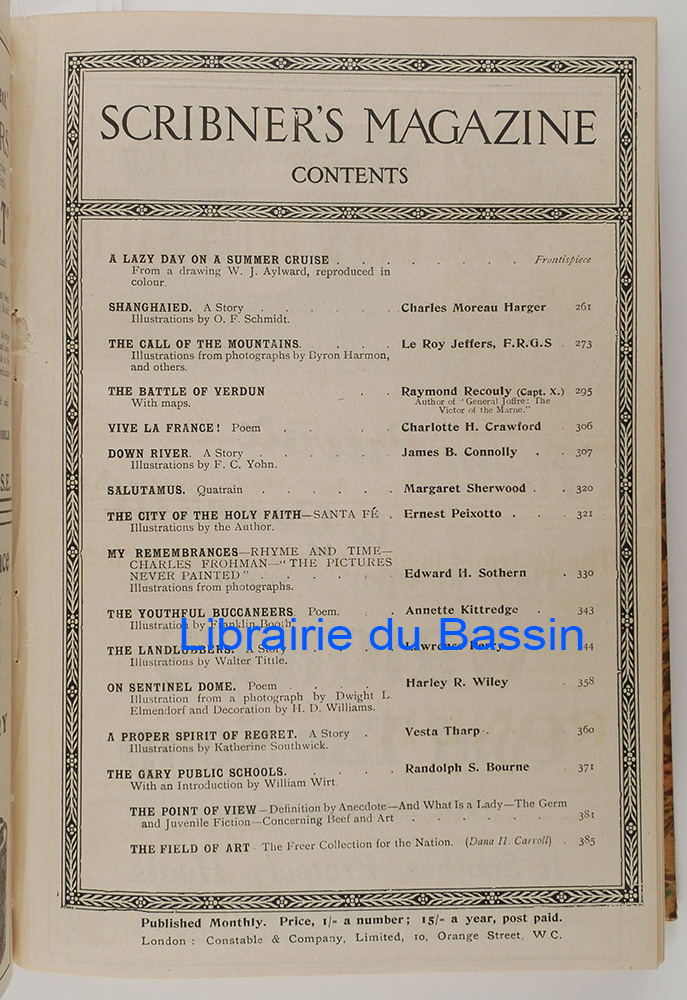 SCRIBNER'S MAGAZINE
CONTENTS
A LAZY DAY ON A SUMMER CRUISE . . . . . . . . Frontispiece
From a drawing W. J. Aylward, reproduced in
colour.
SHANGHAIED. A Story . . . . . . Charles Moreau Harger 261
Illustrations by O. F. Schmidt.
THE CALL OF THE MOUNTAINS. . . . . Le Roy Jeffers, F.R.G.S . 273
Illustrations from photographs by Byron Harmon,
and others.
THE BATTLE OF VERDUN . . Raymond Recouly (Capt. X.) 295
With maps. Author of "General Joffre: The
Victor of the Marne."
VIVE LA FRANCE! Poem . . . . . Charlotte H. Crawford . 306
DOWN RIVER. A Story . . . . . . James B. Connolly . . 307
Illustrations by F. C. Yohn.
SALUTAMUS. Quatrain . . . . . . Margaret Sherwood . . 320
THE CITY OF THE HOLY FAITH—SANTA FÉ . Ernest Peixotto . . . 321
Illustrations by the Author.
MY REMEMBRANCES—RHYME AND TIME—
CHARLES FROHMAN—"THE PICTURES
NEVER PAINTED" . . . . . . Edward H. Sothern . 330
Illustrations from photographs.
THE YOUTHFUL BUCCANEERS. Poem. . . Annette Kittredge . 343
Illustration by Franklin Booth.
Librairie du Bassin
THE LANDLUBBERS. A Story . . . . Lawrence Perry 344
Illustrations by Walter Tittle.
ON SENTINEL DOME. Poem . . . . Harley R. Wiley . 358
Illustration from a photograph by Dwight L.
Elmendorf and Decoration by H. D. Williams.
A PROPER SPIRIT OF REGRET. A Story . Vesta Tharp . . 360
Illustrations by Katherine Southwick.
THE GARY PUBLIC SCHOOLS. . . . . Randolph S. Bourne . 371
With an Introduction by William Wirt.
THE POINT OF VIEW—Definition by Anecdote—And What Is a Lady—The Germ
and Juvenile Fiction—Concerning Beef and Art . . . . . . 381
THE FIELD OF ART—The Freer Collection for the Nation. (Dana H. Carroll) . 385
Published Monthly. Price, 1/- a number; 15/- a year, post paid.
London: Constable & Company, Limited, 10, Orange Street, W.C.